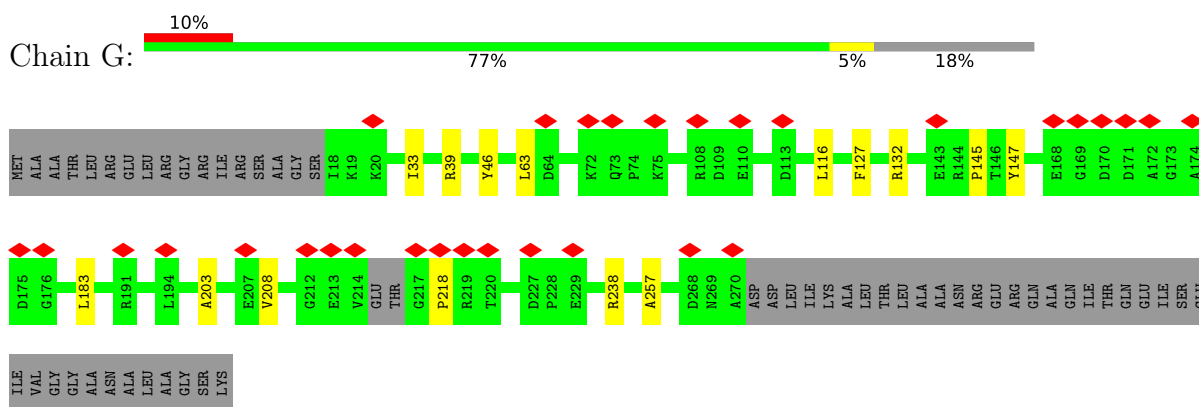 10%
Chain G:
77% 5% 18%
MET ALA ALA THR LEU ARG GLU LEU ARG GLY ARG ILE ARG SER ALA GLY SER I18 K19 K20 I33 R39 Y46 L63 D64 K72 Q73 P74 K75 R108 D109 E110 D113 L116 F127 R132 E143 R144 P145 T146 Y147 E168 G169 D170 D171 A172 G173 A174
D175 G176 L183 R191 L194 A203 E207 V208 G212 E213 V214 GLU THR G217 P218 R219 T220 D227 P228 E229 R238 A257 D268 N269 A270 ASP ASP LEU ILE LYS ALA LEU THR LEU ALA ALA ASN ARG GLU ARG GLN ALA GLN ILE THR GLN GLU ILE SER
ILE VAL GLY GLY ALA ASN ALA LEU ALA GLY SER LYS